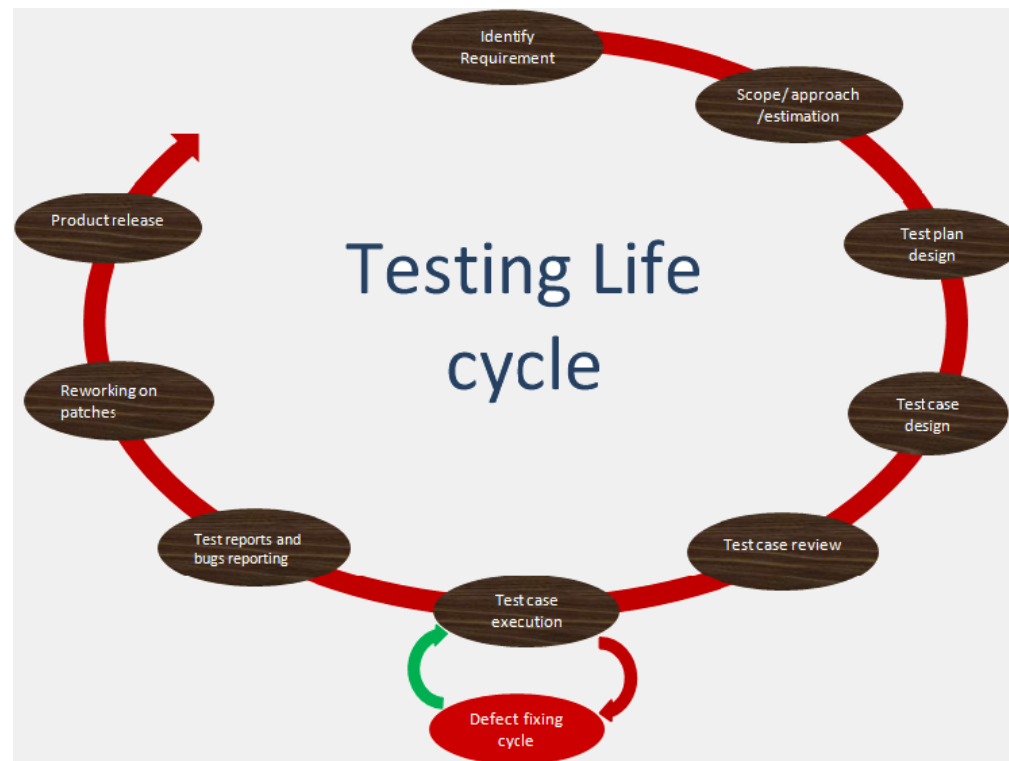 Identify
Requirement
Scope/ approach
/estimation
Test plan
design
Test case
design
Test case review
Test case
execution
Defect fixing
cycle
Test reports and
bugs reporting
Reworking on
patches
Product release
Testing Life
cycle